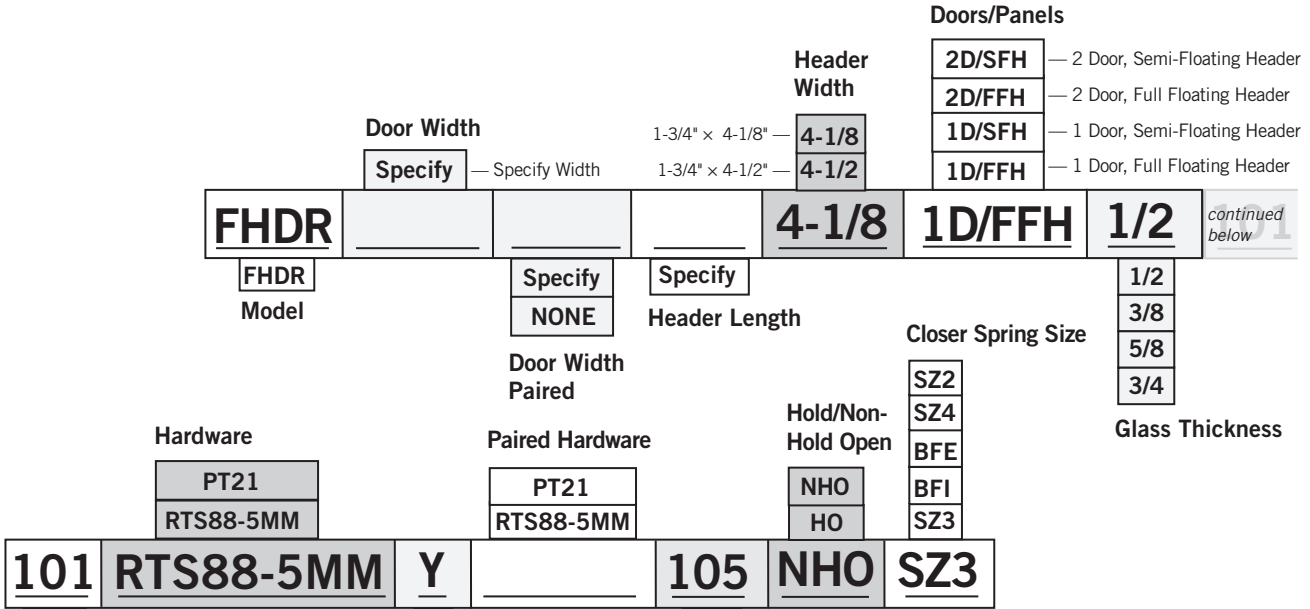 Doors/Panels
2D/SFH — 2 Door, Semi-Floating Header
2D/FFH — 2 Door, Full Floating Header
1D/SFH — 1 Door, Semi-Floating Header
1D/FFH — 1 Door, Full Floating Header
Header
Width
1-3/4" × 4-1/8" — 4-1/8
1-3/4" × 4-1/2" — 4-1/2
Door Width
Specify — Specify Width
FHDR 4-1/8 1D/FFH 1/2 101
continued
below
FHDR
Model
Specify
NONE
Door Width
Paired
Specify
Header Length
1/2
3/8
5/8
3/4
Glass Thickness
Closer Spring Size
SZ2
SZ4
BFE
BFI
SZ3
Hold/Non-
Hold Open
NHO
HO
Hardware
PT21
RTS88-5MM
Paired Hardware
PT21
RTS88-5MM
101 RTS88-5MM Y 105 NHO SZ3